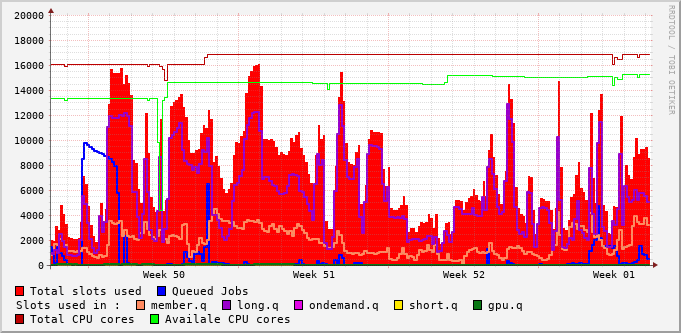 20000
18000
16000
14000
12000
10000
8000
6000
4000
2000
0
Week 50 Week 51 Week 52 Week 01
Total slots used Queued Jobs
Slots used in : member.q long.q ondemand.q short.q gpu.q
Total CPU cores Availale CPU cores
RRDTOOL / TOBI OETIKER